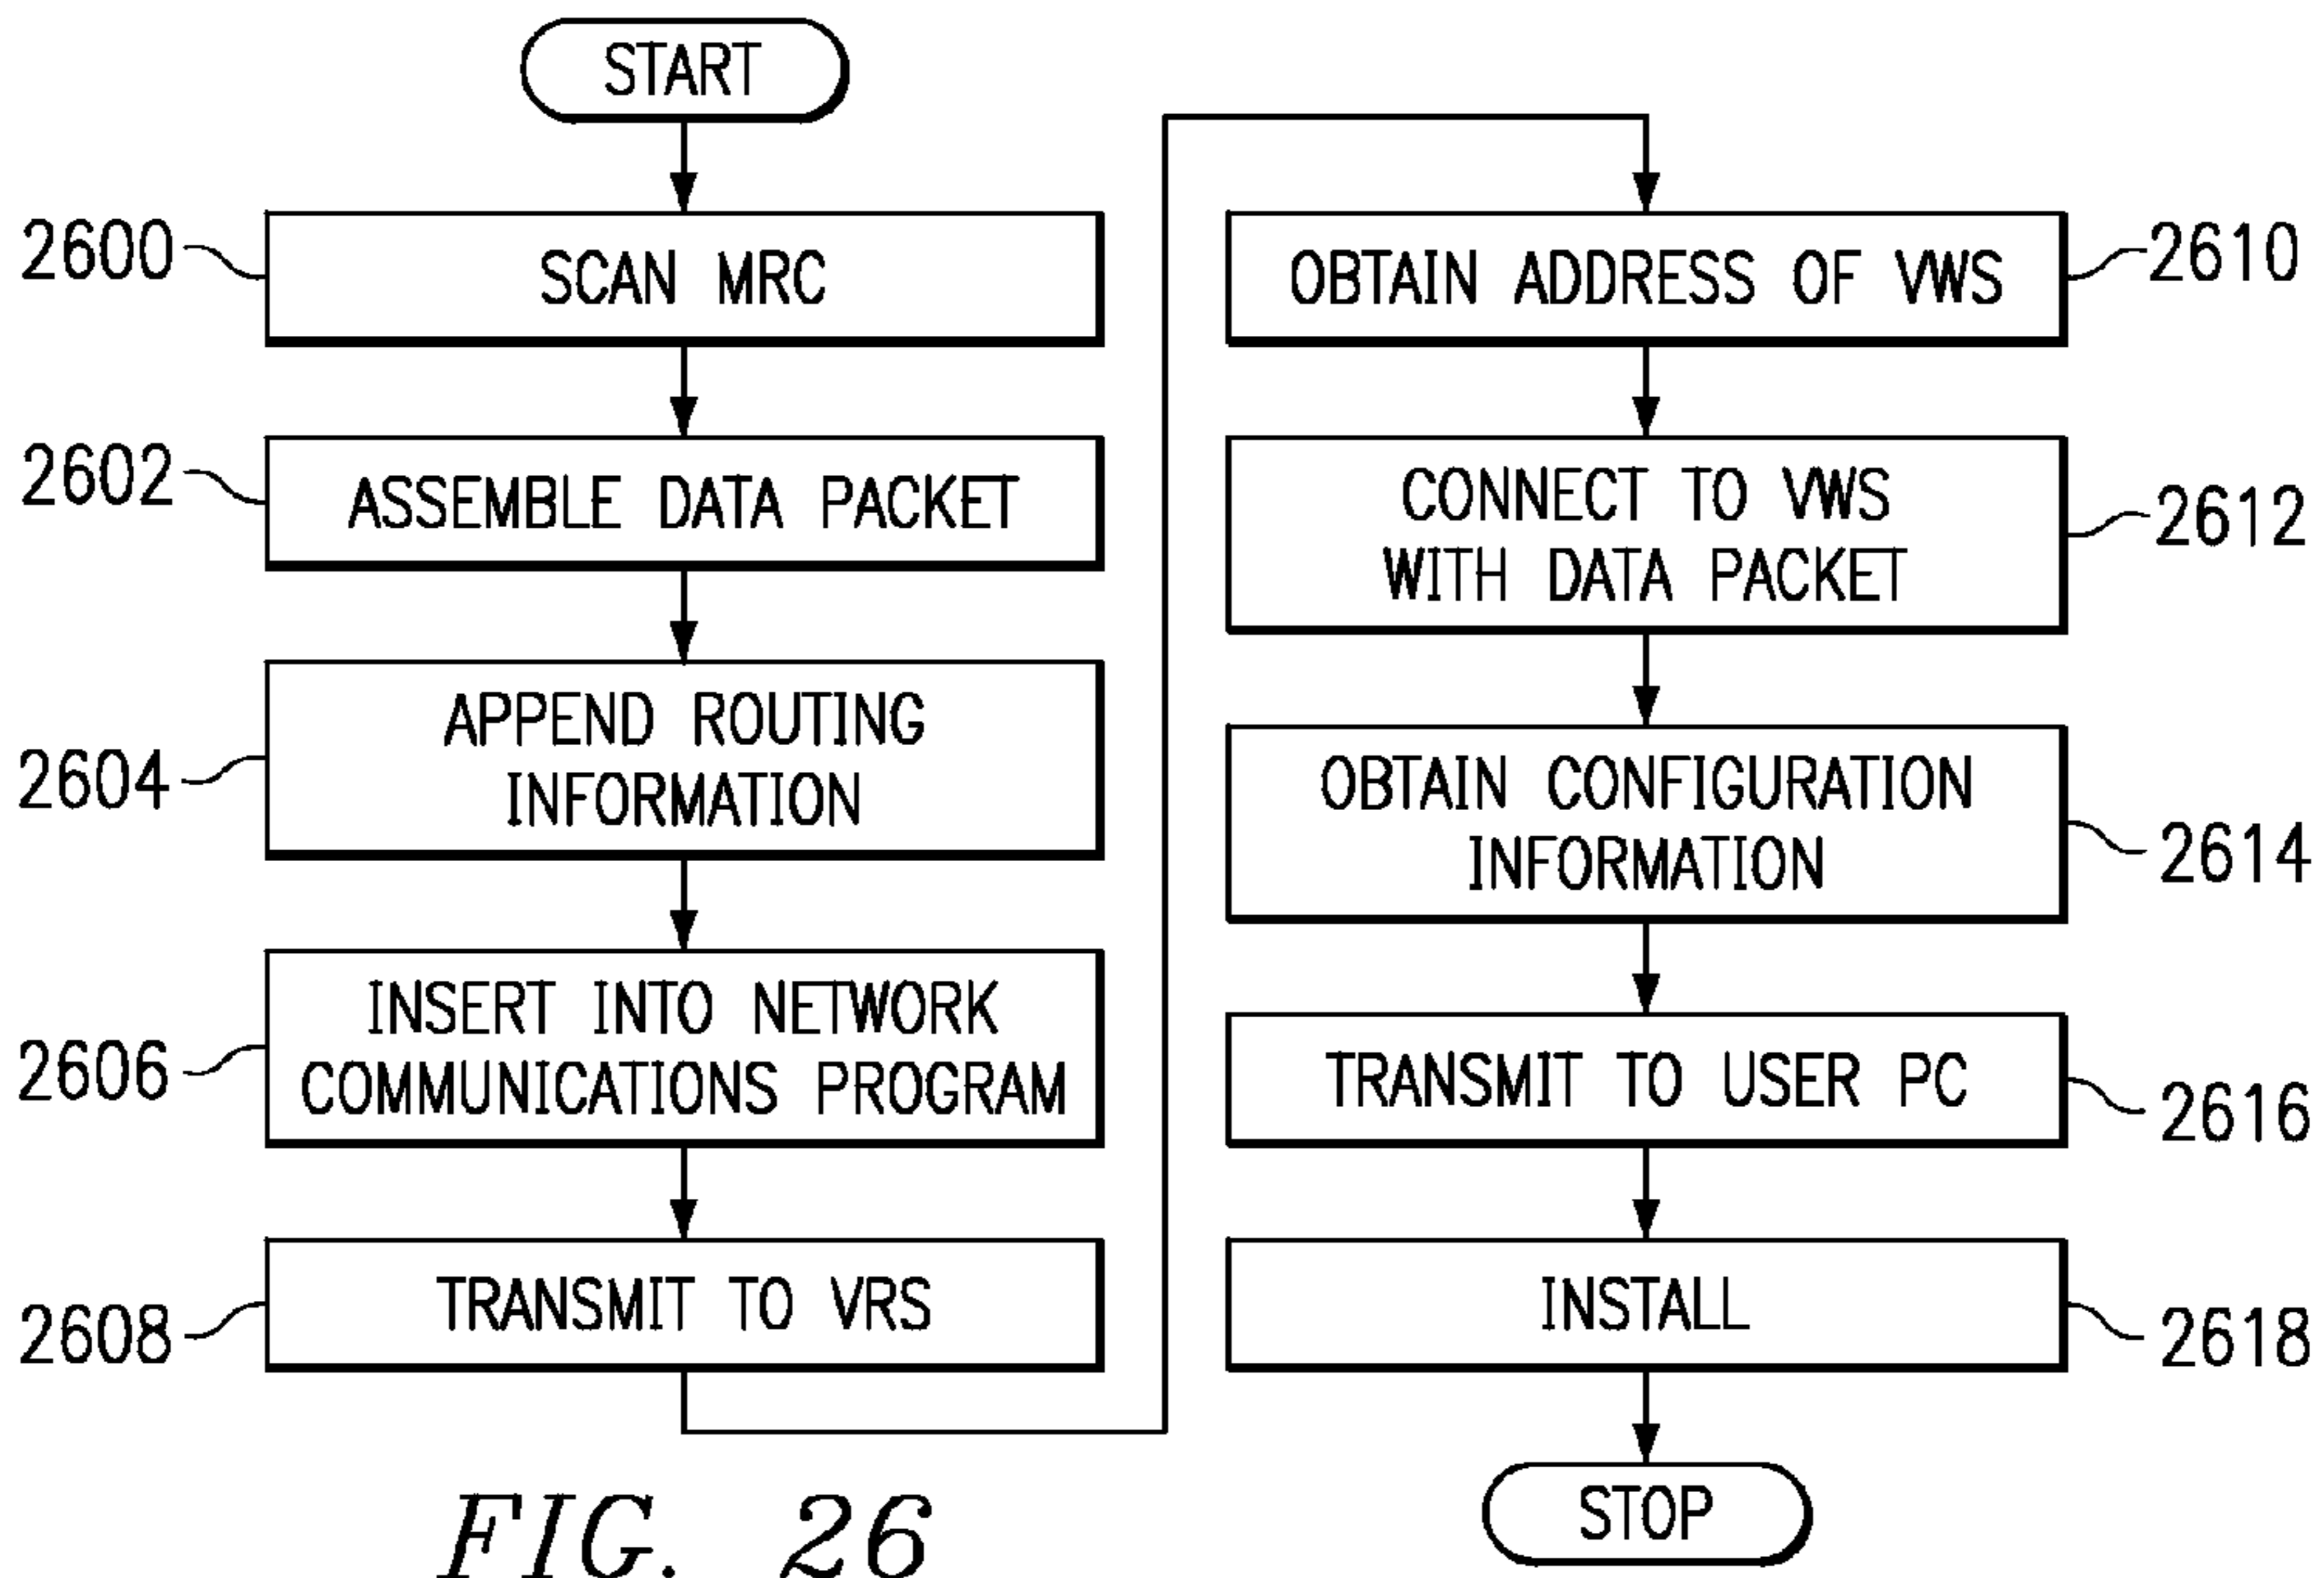 START
2600
SCAN MRC
2602
ASSEMBLE DATA PACKET
2604
APPEND ROUTING
INFORMATION
2606
INSERT INTO NETWORK
COMMUNICATIONS PROGRAM
2608
TRANSMIT TO VRS
OBTAIN ADDRESS OF VWS
2610
CONNECT TO VWS
WITH DATA PACKET
2612
OBTAIN CONFIGURATION
INFORMATION
2614
TRANSMIT TO USER PC
2616
INSTALL
2618
STOP
FIG. 26